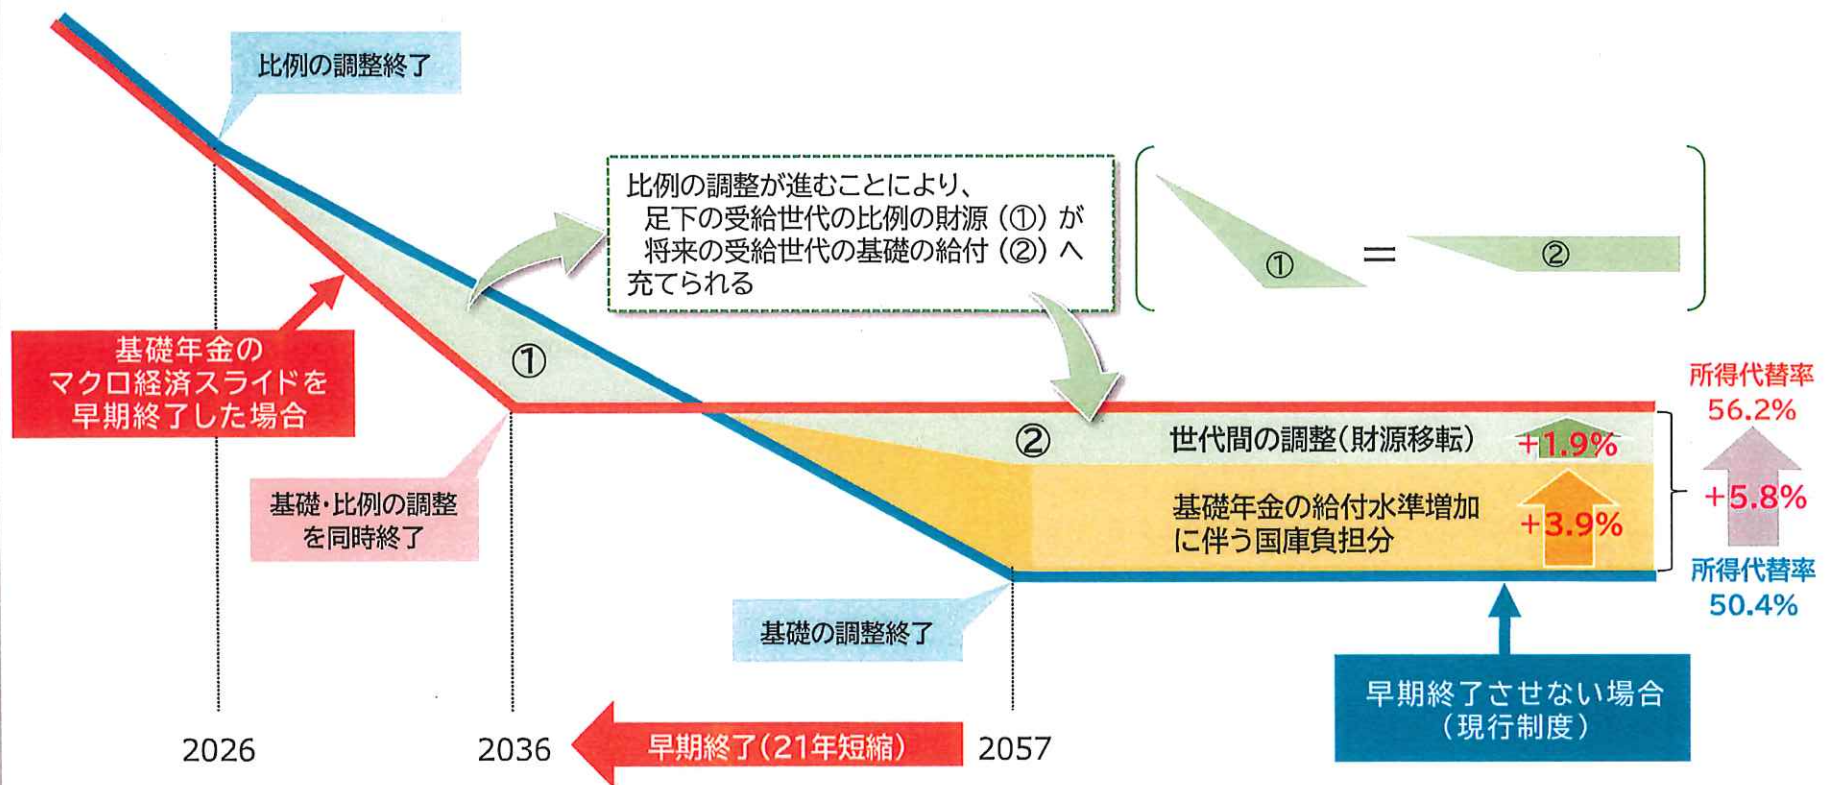 比例の調整終了
比例の調整が進むことにより、
足下の受給世代の比例の財源（①）が
将来の受給世代の基礎の給付（②）へ
充てられる
①
＝
②
基礎年金の
マクロ経済スライドを
早期終了した場合
①
所得代替率
56.2%
②
世代間の調整（財源移転）
+1.9%
基礎・比例の調整
を同時終了
基礎年金の給付水準増加
に伴う国庫負担分
+3.9%
+5.8%
所得代替率
50.4%
基礎の調整終了
早期終了させない場合
（現行制度）
2026
2036
早期終了（21年短縮）
2057